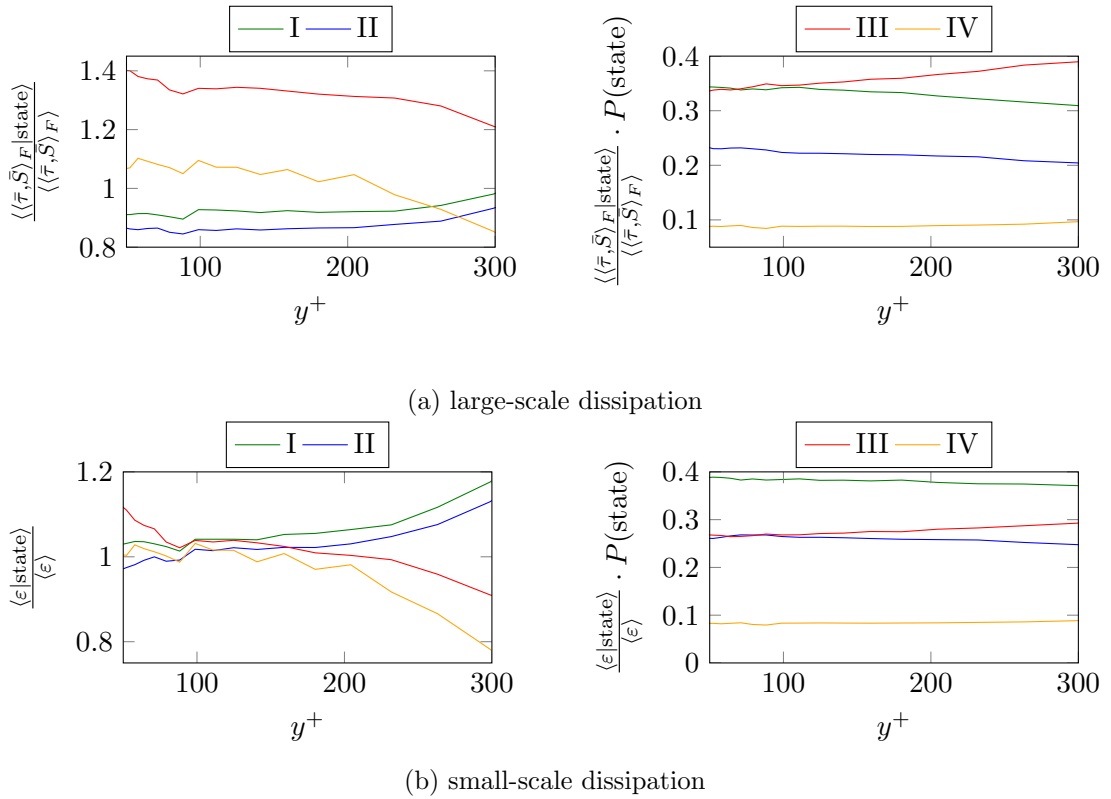 I II
III IV
⟨⟨τ̄,S̄⟩_F|state⟩
⟨⟨τ̄,S̄⟩_F⟩
1.4
1.2
1
0.8
100 200 300
y⁺
⟨⟨τ̄,S̄⟩_F|state⟩ · P(state)
⟨⟨τ̄,S̄⟩_F⟩
0.4
0.3
0.2
0.1
100 200 300
y⁺
(a) large-scale dissipation
I II
III IV
⟨ε|state⟩
⟨ε⟩
1.2
1
0.8
100 200 300
y⁺
⟨ε|state⟩ · P(state)
⟨ε⟩
0.4
0.3
0.2
0.1
0
100 200 300
y⁺
(b) small-scale dissipation